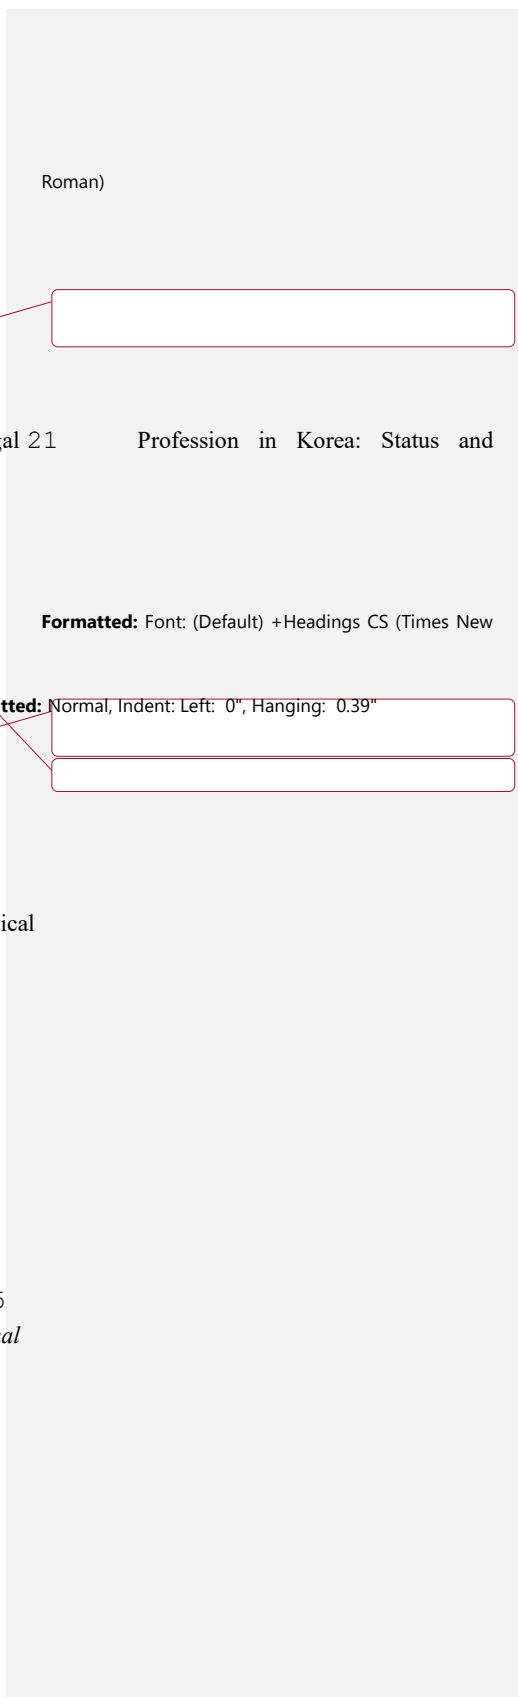 Roman)
gal 21 Profession in Korea: Status and
Formatted: Font: (Default) +Headings CS (Times New
tted: Normal, Indent: Left: 0", Hanging: 0.39"
ical
al